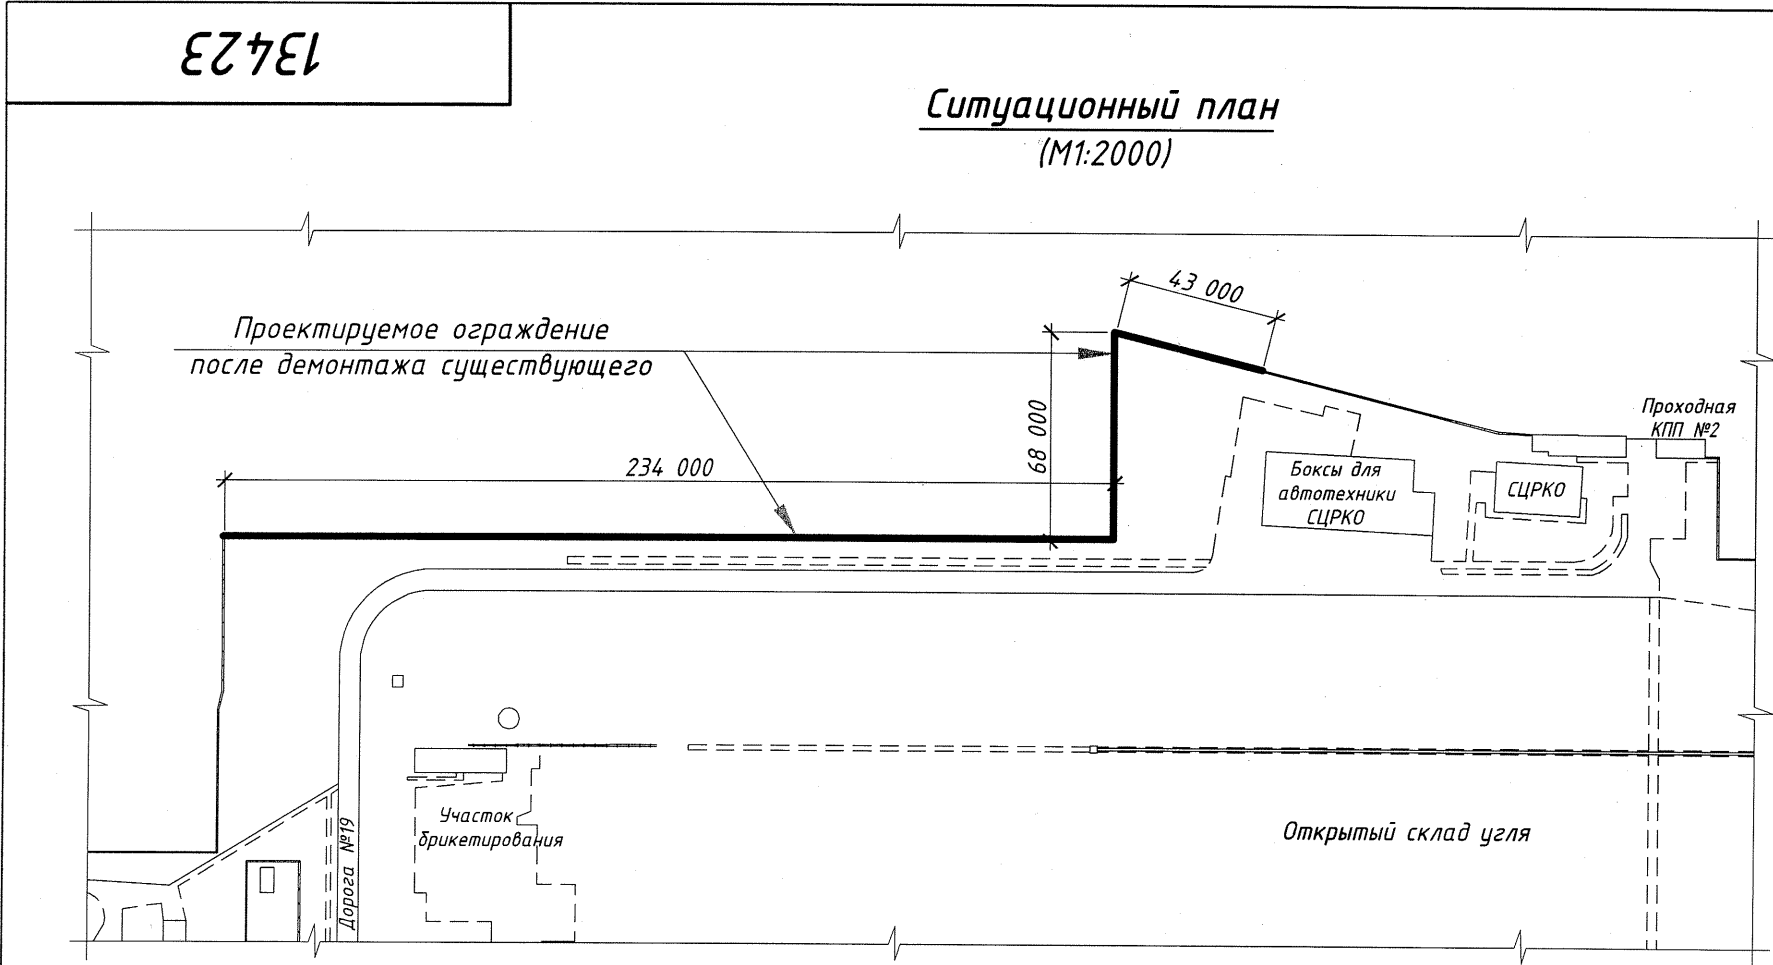 13423
Ситуационный план
(М1:2000)
43 000
Проектируемое ограждение
после демонтажа существующего
68 000
234 000
Проходная
КПП №2
Боксы для
автотехники
СЦРКО
СЦРКО
Участок
брикетирования
Дорога №19
Открытый склад угля